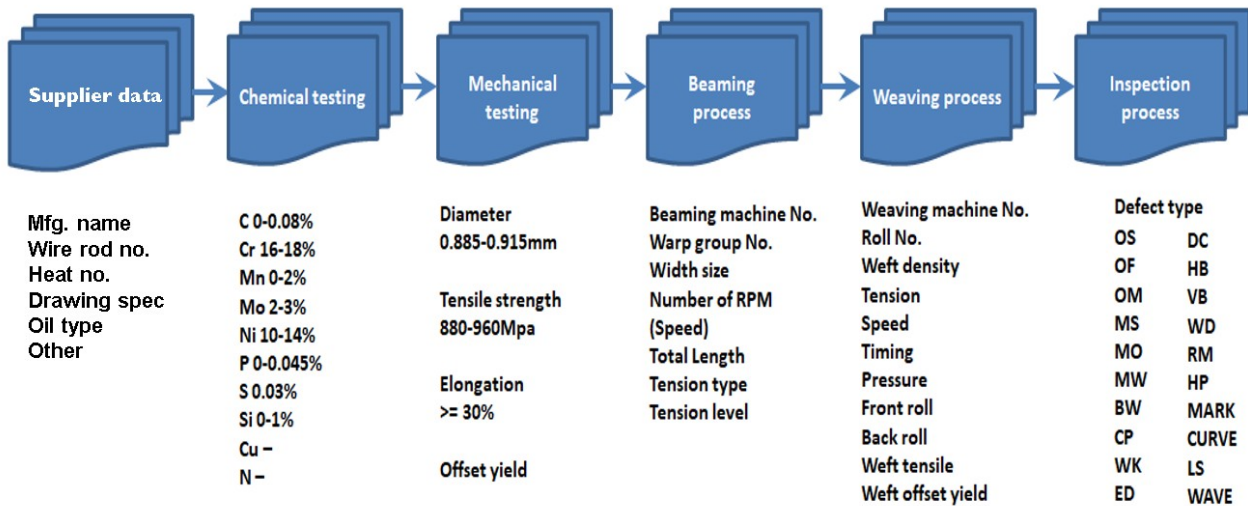 Supplier data
Chemical testing
Mechanical
testing
Beaming
process
Weaving process
Inspection
process
Mfg. name
Wire rod no.
Heat no.
Drawing spec
Oil type
Other
C 0-0.08%
Cr 16-18%
Mn 0-2%
Mo 2-3%
Ni 10-14%
P 0-0.045%
S 0.03%
Si 0-1%
Cu –
N –
Diameter
0.885-0.915mm
Tensile strength
880-960Mpa
Elongation
>= 30%
Offset yield
Beaming machine No.
Warp group No.
Width size
Number of RPM
(Speed)
Total Length
Tension type
Tension level
Weaving machine No.
Roll No.
Weft density
Tension
Speed
Timing
Pressure
Front roll
Back roll
Weft tensile
Weft offset yield
Defect type
OS DC
OF HB
OM VB
MS WD
MO RM
MW HP
BW MARK
CP CURVE
WK LS
ED WAVE